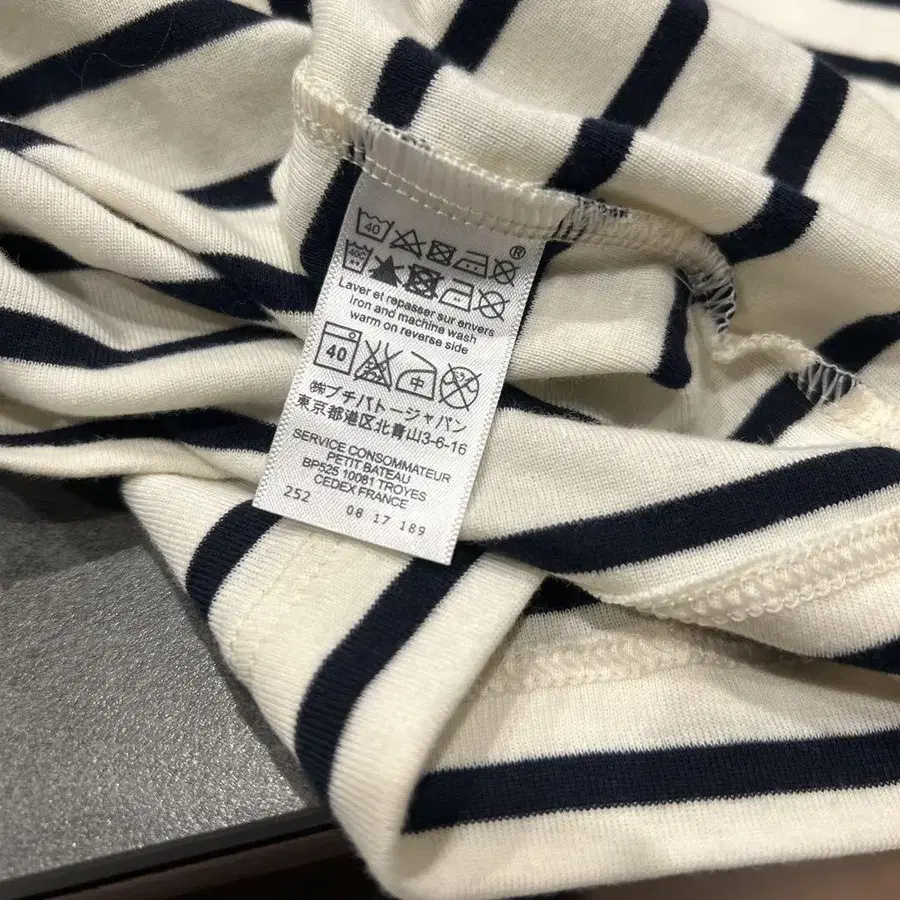 ®
40
40C
Laver et repasser sur envers
Iron and machine wash
warm on reverse side
40 中
㈱プチバトージャパン
東京都港区北青山3-6-16
SERVICE CONSOMMATEUR
PETIT BATEAU
BP525 10081 TROYES
CEDEX FRANCE
252 08 17 189